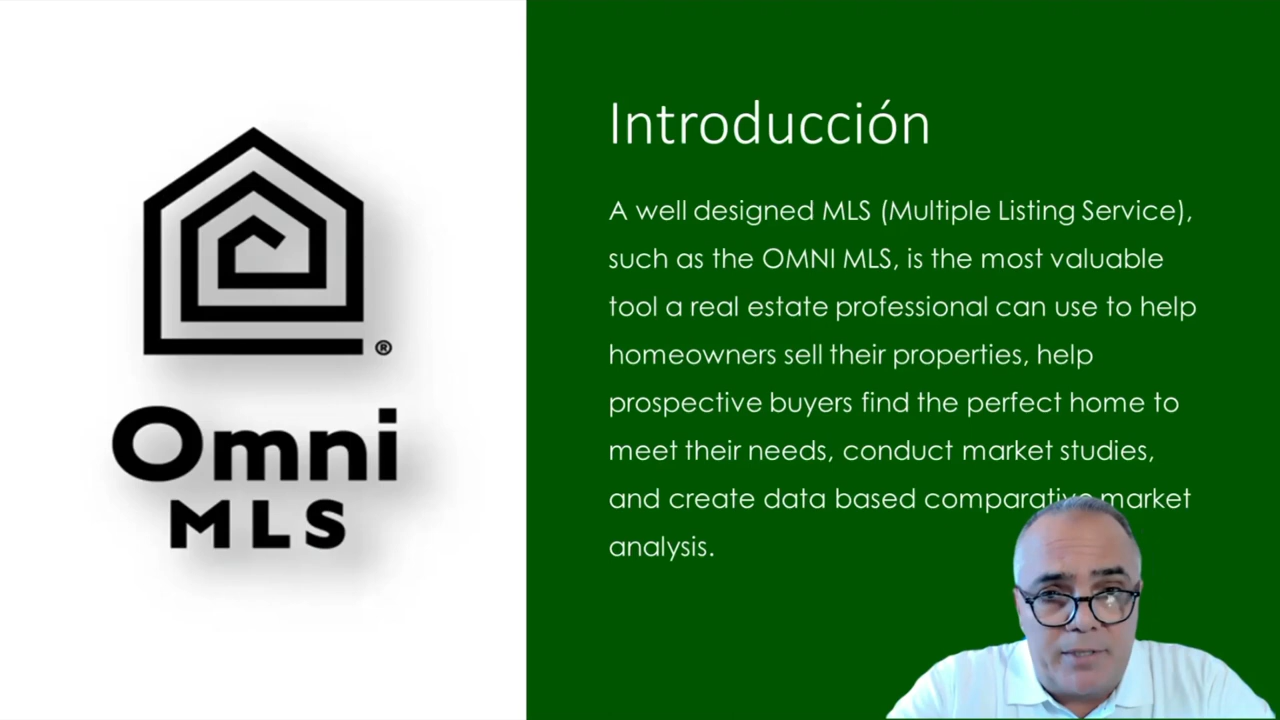 ®
Omni
MLS
Introducción
A well designed MLS (Multiple Listing Service),
such as the OMNI MLS, is the most valuable
tool a real estate professional can use to help
homeowners sell their properties, help
prospective buyers find the perfect home to
meet their needs, conduct market studies,
and create data based comparative market
analysis.